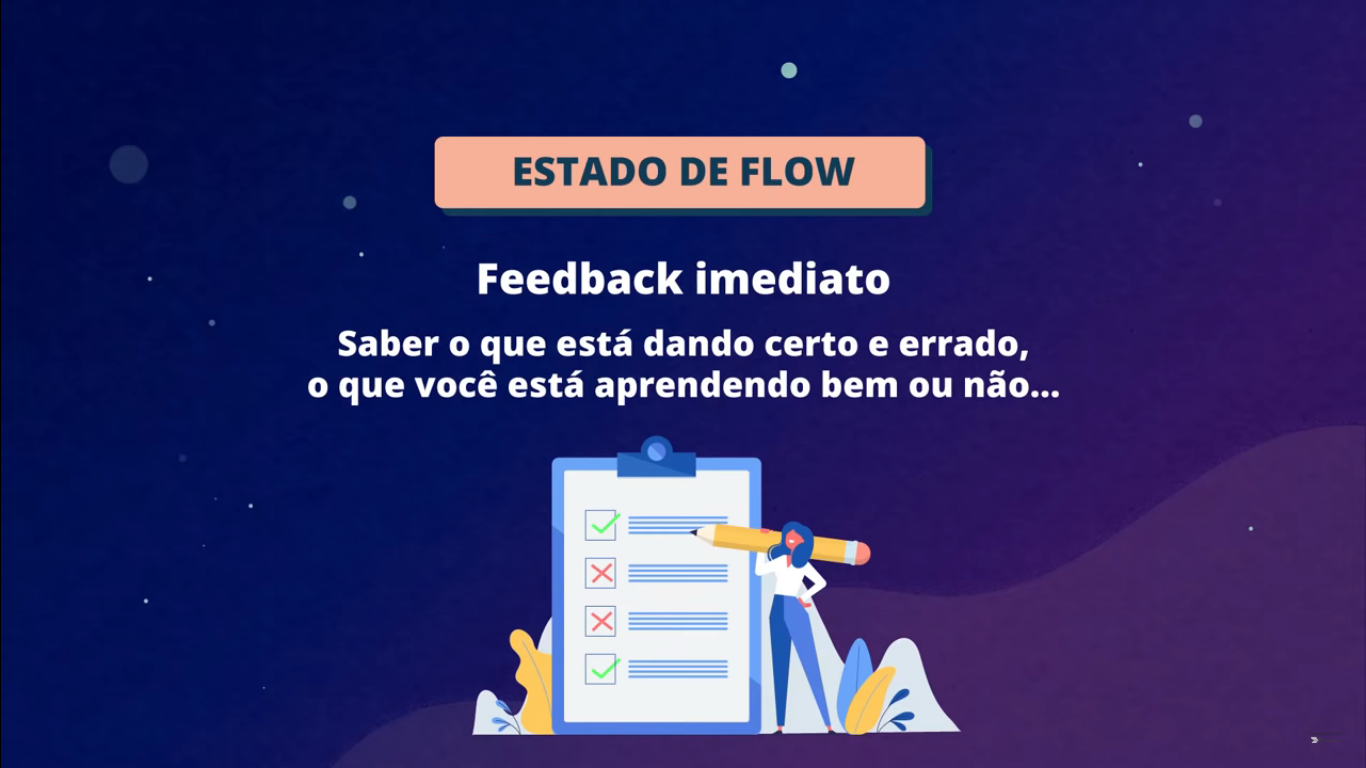 ESTADO DE FLOW
Feedback imediato
Saber o que está dando certo e errado,
o que você está aprendendo bem ou não...